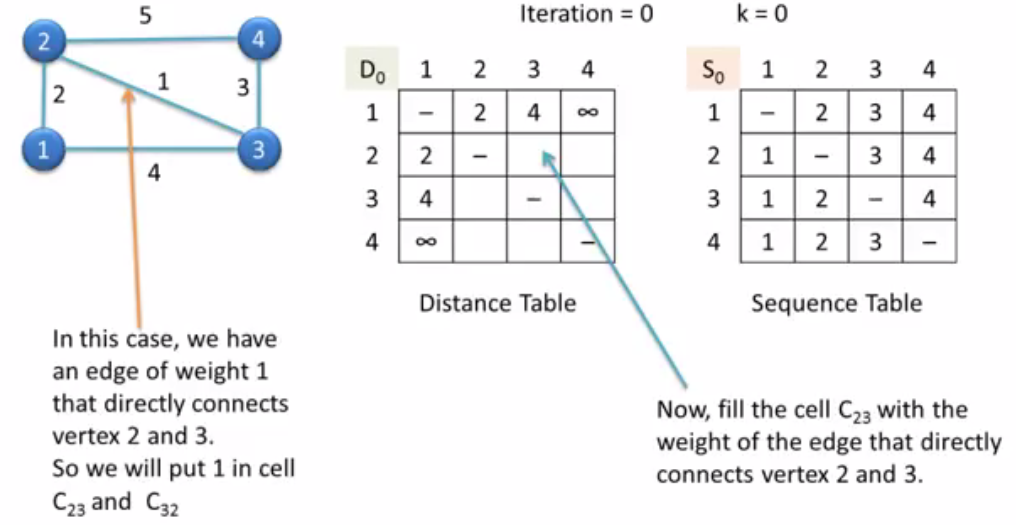 Iteration = 0 k = 0
5
2 4
2 1 3
1 3
4
D0 1 2 3 4
1 – 2 4 ∞
2 2 –
3 4 –
4 ∞ –
Distance Table
S0 1 2 3 4
1 – 2 3 4
2 1 – 3 4
3 1 2 – 4
4 1 2 3 –
Sequence Table
In this case, we have
an edge of weight 1
that directly connects
vertex 2 and 3.
So we will put 1 in cell
C23 and C32
Now, fill the cell C23 with the
weight of the edge that directly
connects vertex 2 and 3.